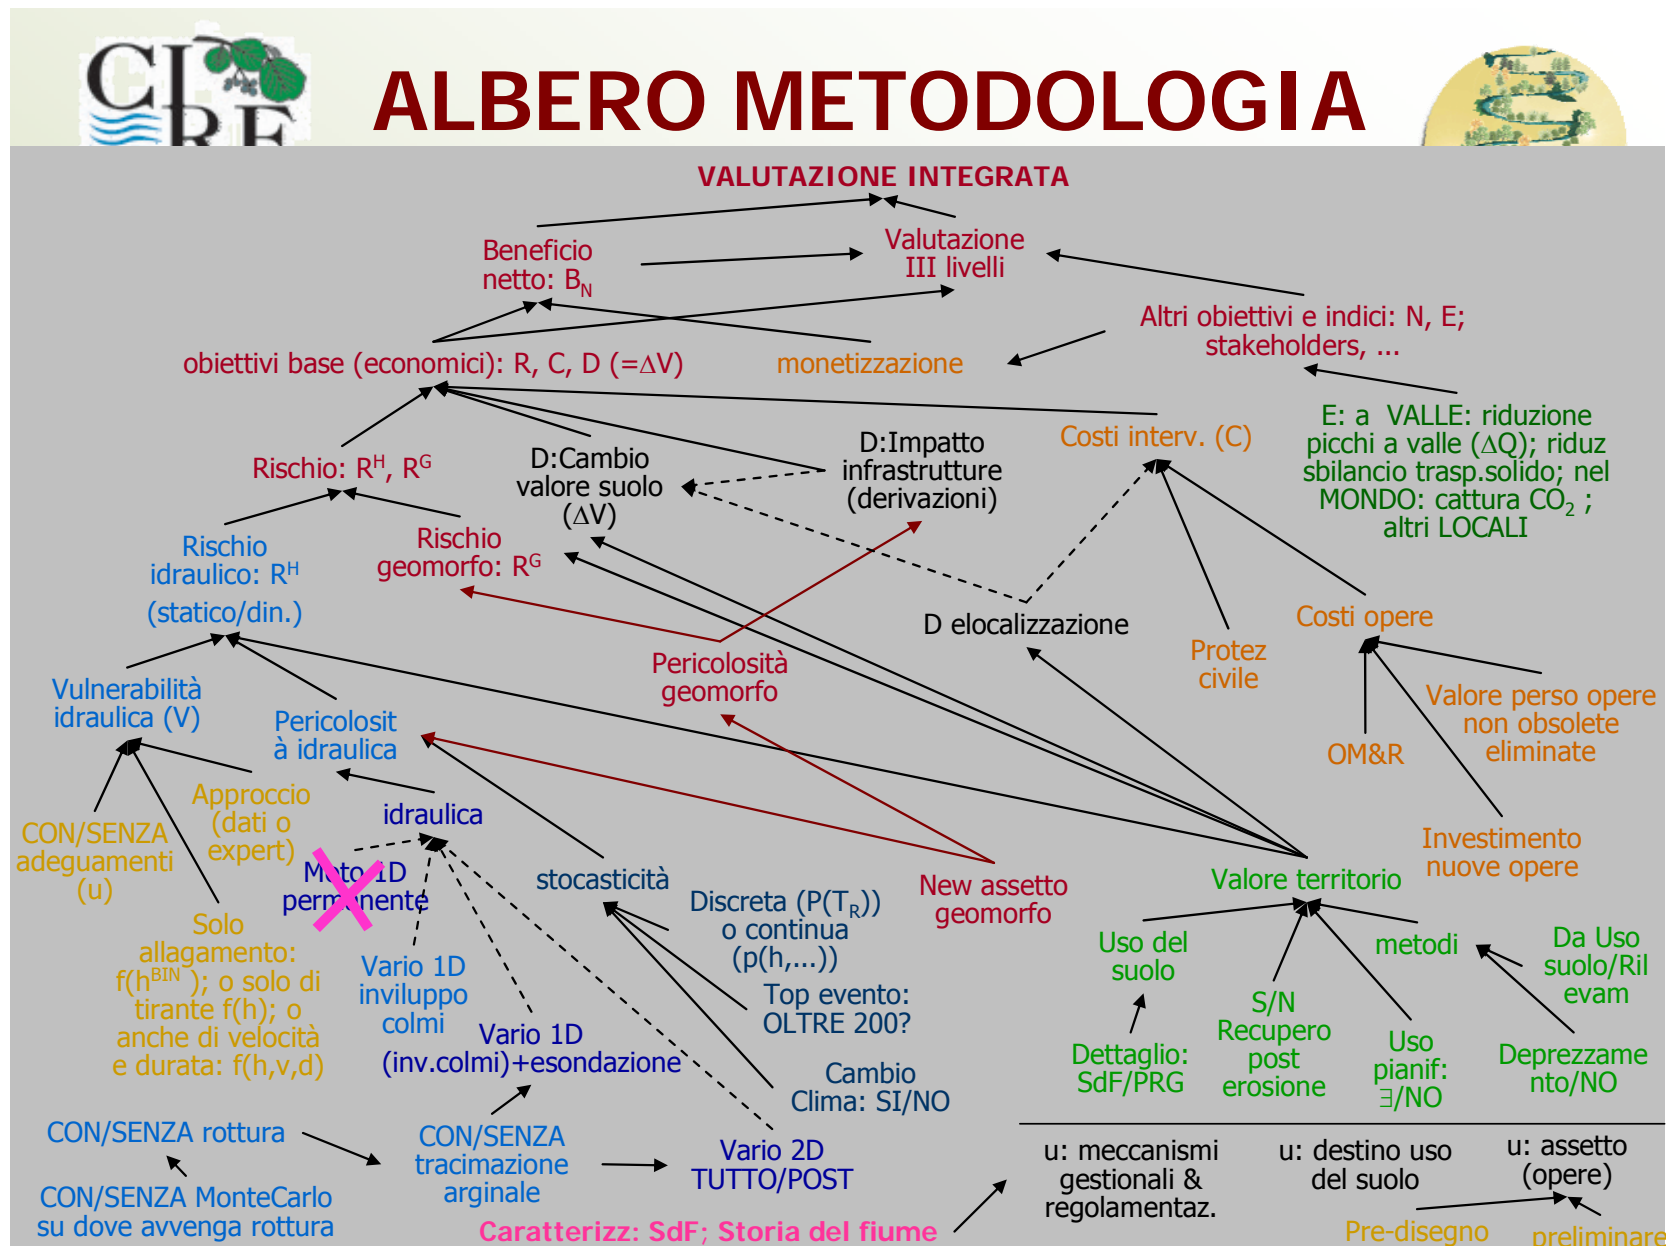 CIRF
ALBERO METODOLOGIA
VALUTAZIONE INTEGRATA
Beneficio
netto: B_N
Valutazione
III livelli
Altri obiettivi e indici: N, E;
stakeholders, ...
obiettivi base (economici): R, C, D (=ΔV)
monetizzazione
E: a VALLE: riduzione
picchi a valle (ΔQ); riduz
sbilancio trasp.solido; nel
MONDO: cattura CO₂ ;
altri LOCALI
Rischio: Rᴴ, Rᴳ
D:Cambio
valore suolo
(ΔV)
D:Impatto
infrastrutture
(derivazioni)
Costi interv. (C)
Rischio
idraulico: Rᴴ
(statico/din.)
Rischio
geomorfo: Rᴳ
D elocalizzazione
Protez
civile
Costi opere
Vulnerabilità
idraulica (V)
Pericolosit
à idraulica
Pericolosità
geomorfo
OM&R
Valore perso opere
non obsolete
eliminate
Investimento
nuove opere
CON/SENZA
adeguamenti
(u)
Approccio
(dati o
expert)
Solo
allagamento:
f(hᴮᴵᴺ ); o solo di
tirante f(h); o
anche di velocità
e durata: f(h,v,d)
idraulica
Moto 1D
permanente
Vario 1D
inviluppo
colmi
Vario 1D
(inv.colmi)+esondazione
stocasticità
Discreta (P(T_R))
o continua
(p(h,...))
Top evento:
OLTRE 200?
Cambio
Clima: SI/NO
New assetto
geomorfo
Valore territorio
Uso del
suolo
Dettaglio:
SdF/PRG
S/N
Recupero
post
erosione
metodi
Uso
pianif:
∃/NO
Da Uso
suolo/Ril
evam
Deprezzame
nto/NO
CON/SENZA rottura
CON/SENZA MonteCarlo
su dove avvenga rottura
CON/SENZA
tracimazione
arginale
Vario 2D
TUTTO/POST
Caratterizz: SdF; Storia del fiume
u: meccanismi
gestionali &
regolamentaz.
u: destino uso
del suolo
u: assetto
(opere)
Pre-disegno
preliminare